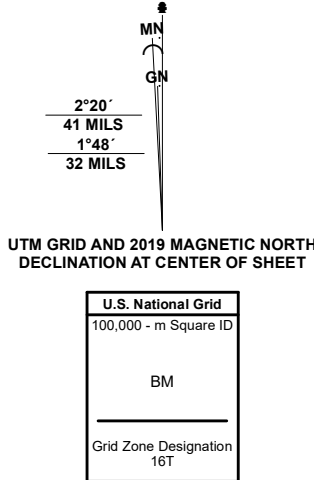 MN
GN
2°20´
41 MILS
1°48´
32 MILS
UTM GRID AND 2019 MAGNETIC NORTH
DECLINATION AT CENTER OF SHEET
U.S. National Grid
100,000 - m Square ID
BM
Grid Zone Designation
16T